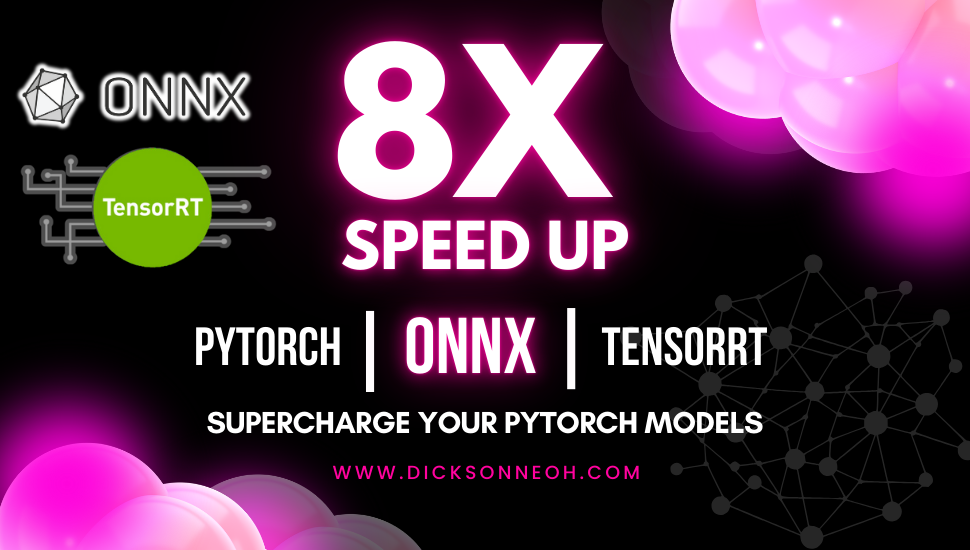 ONNX
TensorRT
8X
SPEED UP
PYTORCH | ONNX | TENSORRT
SUPERCHARGE YOUR PYTORCH MODELS
WWW.DICKSONNEOH.COM